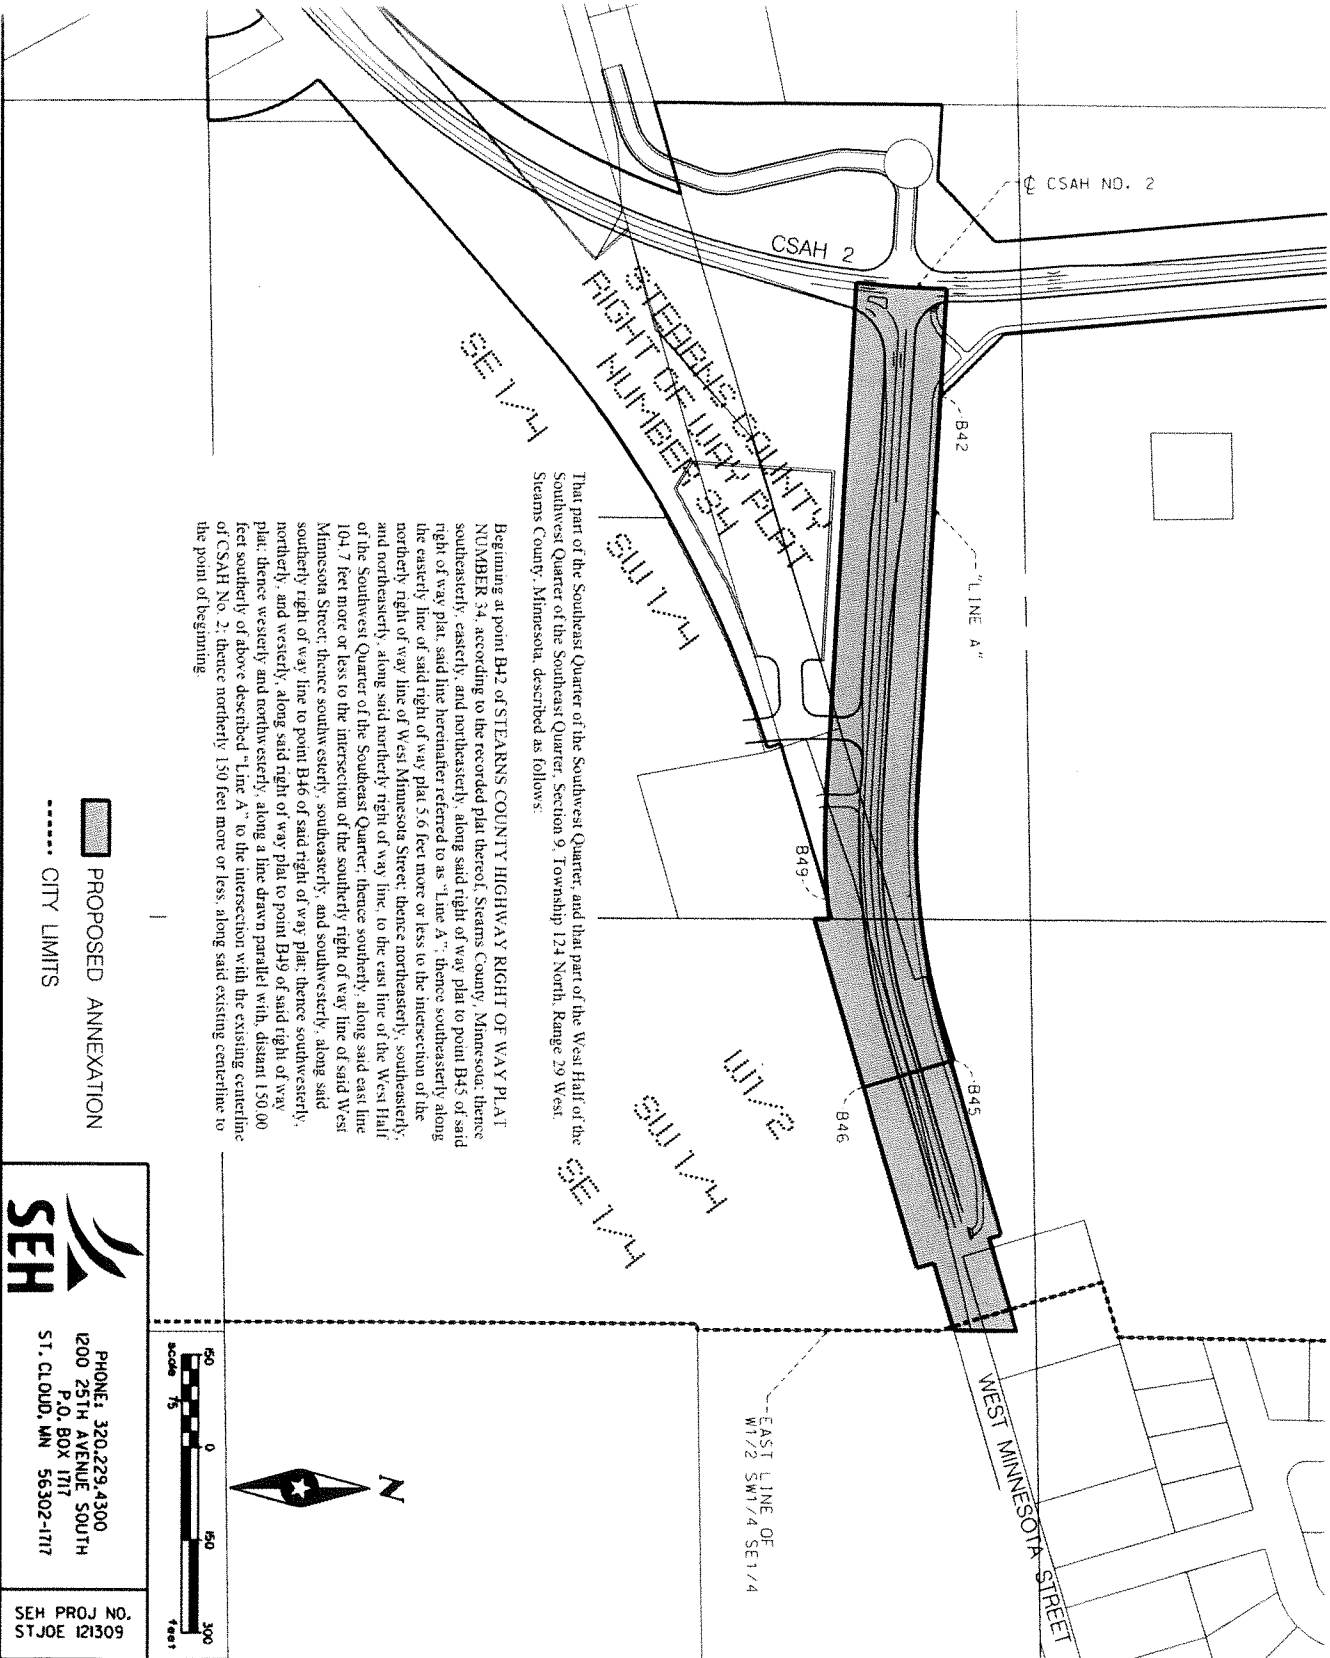 ₵ CSAH NO. 2
CSAH 2
B42
"LINE A"
STEARNS COUNTY
RIGHT OF WAY PLAT
NUMBER 34
SE 1/4
SW 1/4
B49
B45
B46
W1/2
SW 1/4
SE 1/4
WEST MINNESOTA STREET
EAST LINE OF
W1/2 SW1/4 SE1/4
That part of the Southeast Quarter of the Southwest Quarter, and that part of the West Half of the
Southwest Quarter of the Southeast Quarter, Section 9, Township 124 North, Range 29 West,
Stearns County, Minnesota, described as follows:
Beginning at point B42 of STEARNS COUNTY HIGHWAY RIGHT OF WAY PLAT
NUMBER 34, according to the recorded plat thereof, Stearns County, Minnesota; thence
southeasterly, easterly, and northeasterly, along said right of way plat to point B45 of said
right of way plat, said line hereinafter referred to as "Line A"; thence southeasterly along
the easterly line of said right of way plat 5.6 feet more or less to the intersection of the
northerly right of way line of West Minnesota Street; thence northeasterly, southeasterly,
and northeasterly, along said northerly right of way line, to the east line of the West Half
of the Southwest Quarter of the Southeast Quarter; thence southerly, along said east line
104.7 feet more or less to the intersection of the southerly right of way line of said West
Minnesota Street; thence southwesterly, southeasterly, and southwesterly, along said
southerly right of way line to point B46 of said right of way plat; thence southwesterly,
northerly, and westerly, along said right of way plat to point B49 of said right of way
plat; thence westerly and northwesterly, along a line drawn parallel with, distant 150.00
feet southerly of above described "Line A" to the intersection with the existing centerline
of CSAH No. 2; thence northerly 150 feet more or less, along said existing centerline to
the point of beginning.
PROPOSED ANNEXATION
CITY LIMITS
N
150 0 150 300
scale 75 feet
SEH
PHONE: 320.229.4300
1200 25TH AVENUE SOUTH
P.O. BOX 1717
ST. CLOUD, MN 56302-1717
SEH PROJ NO.
STJOE 121309